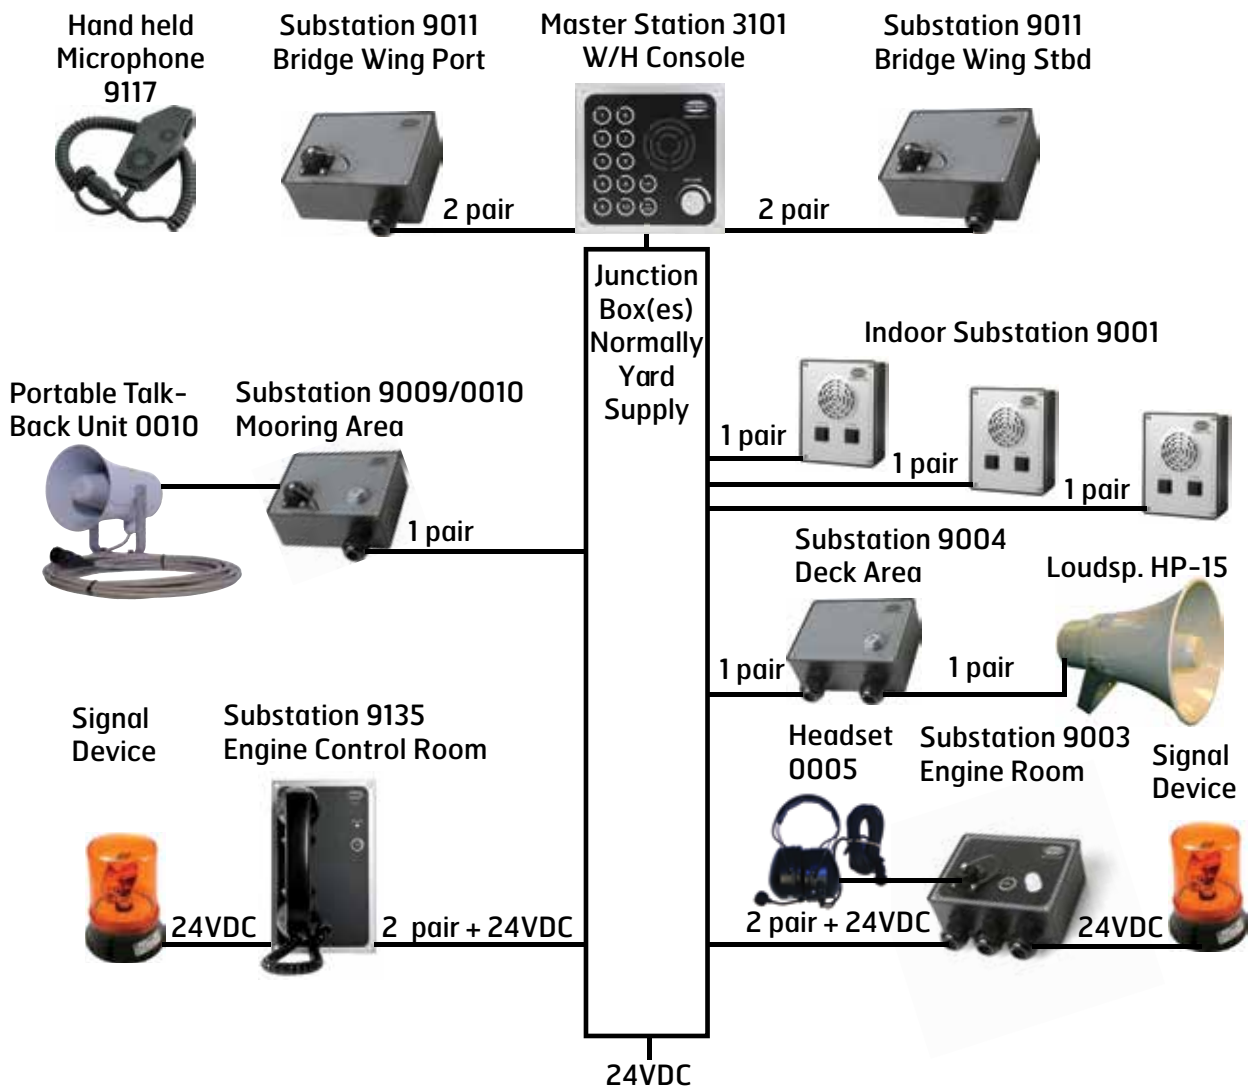 Hand held
Microphone
9117
Substation 9011
Bridge Wing Port
Master Station 3101
W/H Console
Substation 9011
Bridge Wing Stbd
2 pair
2 pair
Junction
Box(es)
Normally
Yard
Supply
Indoor Substation 9001
1 pair
1 pair
1 pair
Portable Talk-
Back Unit 0010
Substation 9009/0010
Mooring Area
1 pair
Substation 9004
Deck Area
Loudsp. HP-15
1 pair
1 pair
Signal
Device
Substation 9135
Engine Control Room
24VDC
2 pair + 24VDC
Headset
0005
Substation 9003
Engine Room
Signal
Device
2 pair + 24VDC
24VDC
24VDC